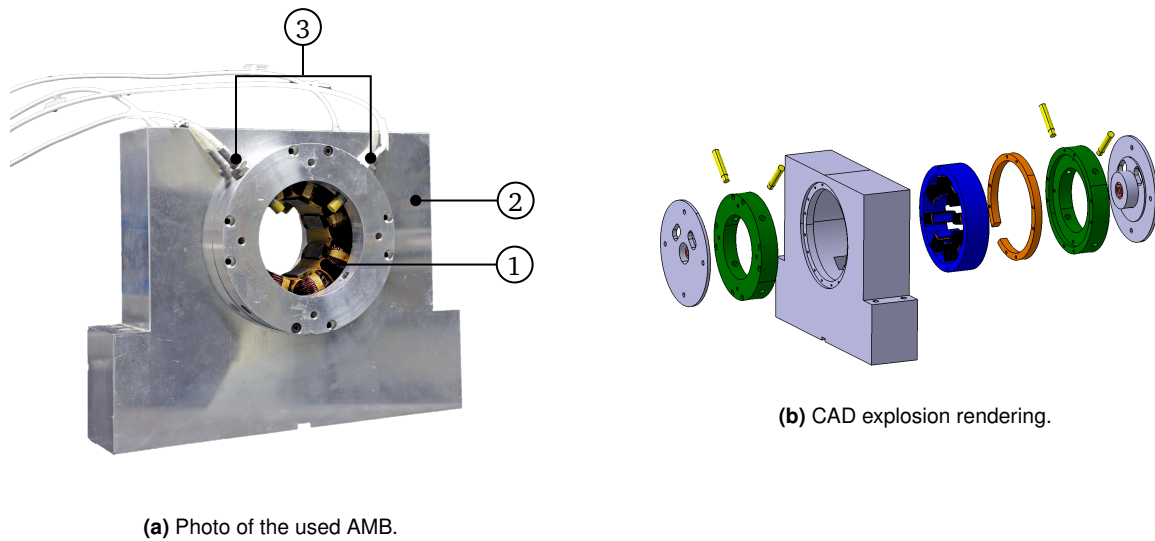 3
2
1
(b) CAD explosion rendering.
(a) Photo of the used AMB.